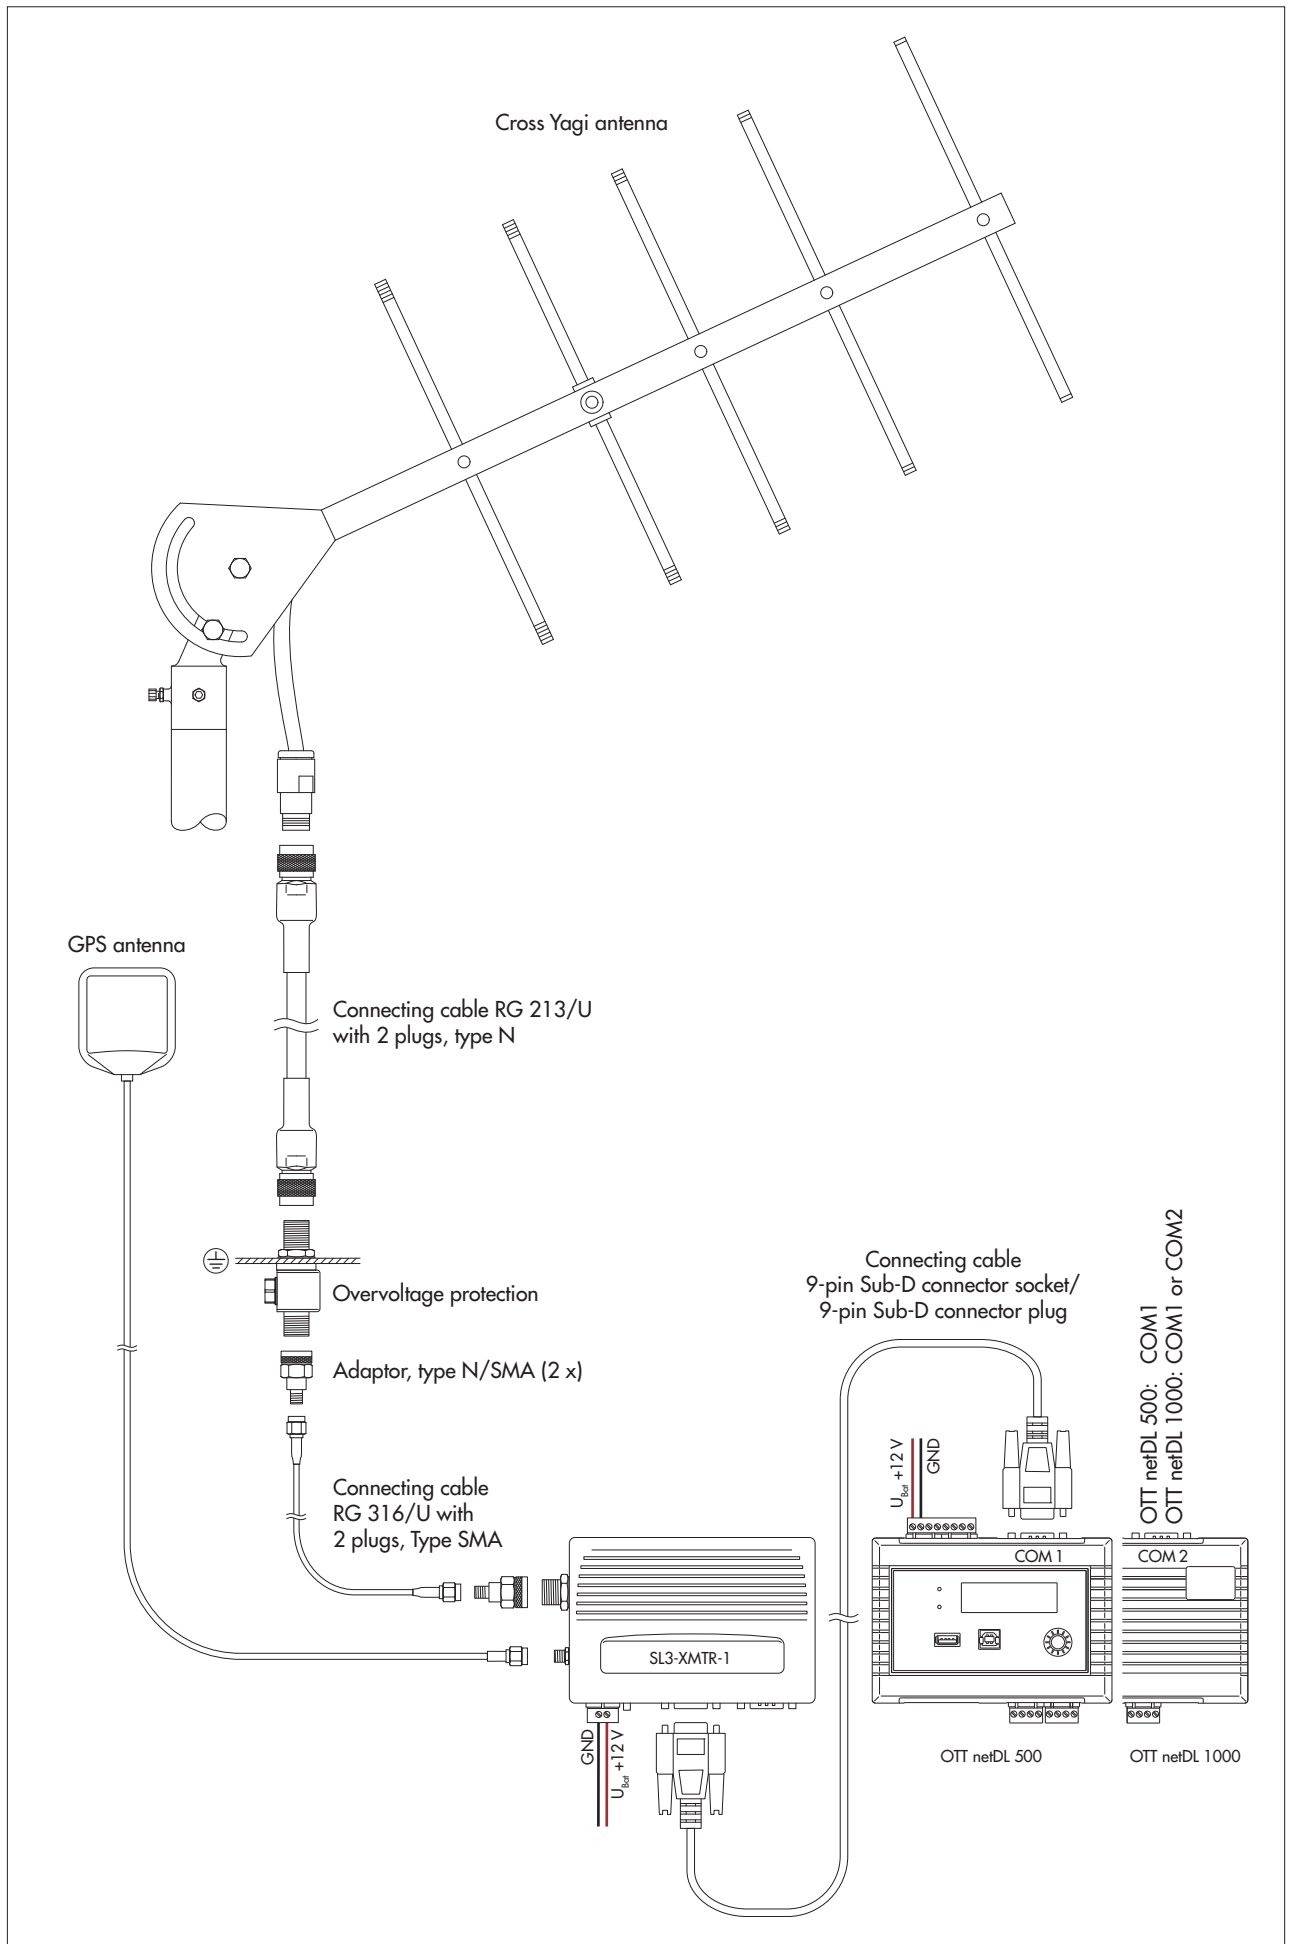 Cross Yagi antenna
GPS antenna
Connecting cable RG 213/U
with 2 plugs, type N
Overvoltage protection
Adaptor, type N/SMA (2 x)
Connecting cable
RG 316/U with
2 plugs, Type SMA
Connecting cable
9-pin Sub-D connector socket/
9-pin Sub-D connector plug
OTT netDL 500: COM1
OTT netDL 1000: COM1 or COM2
UBat +12 V
GND
COM 1
COM 2
SL3-XMTR-1
GND
UBat +12 V
OTT netDL 500
OTT netDL 1000